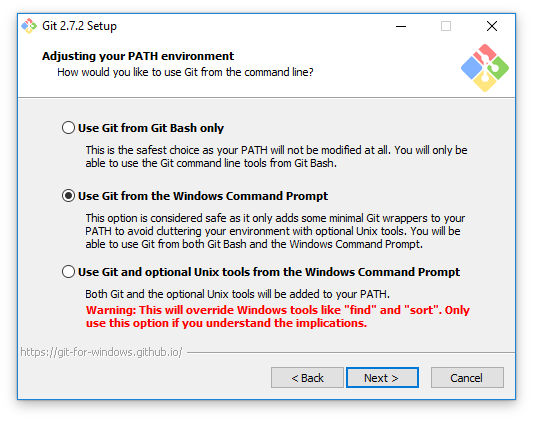 Git 2.7.2 Setup
Adjusting your PATH environment
How would you like to use Git from the command line?
Use Git from Git Bash only
This is the safest choice as your PATH will not be modified at all. You will only be
able to use the Git command line tools from Git Bash.
Use Git from the Windows Command Prompt
This option is considered safe as it only adds some minimal Git wrappers to your
PATH to avoid cluttering your environment with optional Unix tools. You will be
able to use Git from both Git Bash and the Windows Command Prompt.
Use Git and optional Unix tools from the Windows Command Prompt
Both Git and the optional Unix tools will be added to your PATH.
Warning: This will override Windows tools like "find" and "sort". Only
use this option if you understand the implications.
https://git-for-windows.github.io/
< Back Next > Cancel